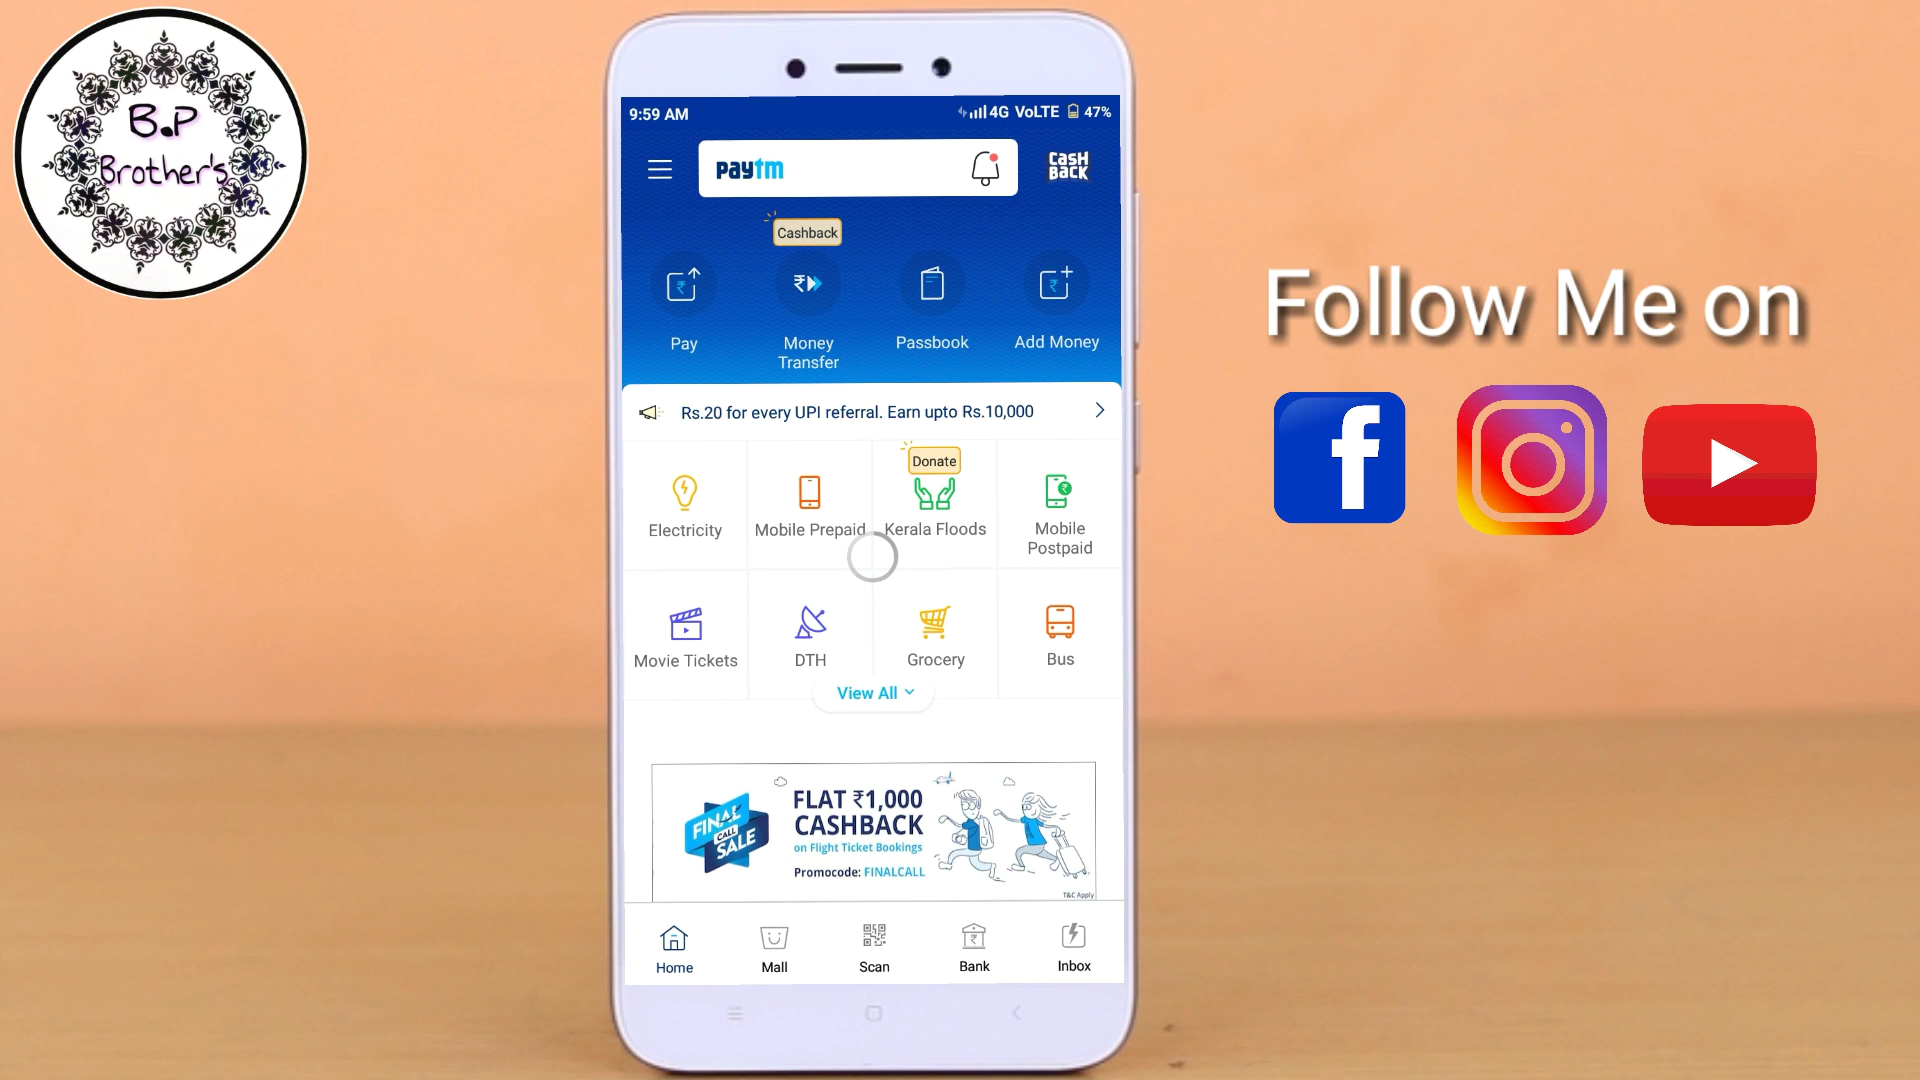 B.P
Brother's
9:59 AM
4G VoLTE 47%
paytm
CASH
BACK
Cashback
Pay
Money
Transfer
Passbook
Add Money
Rs.20 for every UPI referral. Earn upto Rs.10,000
Donate
Electricity
Mobile Prepaid
Kerala Floods
Mobile
Postpaid
Movie Tickets
DTH
Grocery
Bus
View All
FINAL
CALL
SALE
FLAT ₹1,000
CASHBACK
on Flight Ticket Bookings
Promocode: FINALCALL
T&C Apply
Home
Mall
Scan
Bank
Inbox
Follow Me on
f